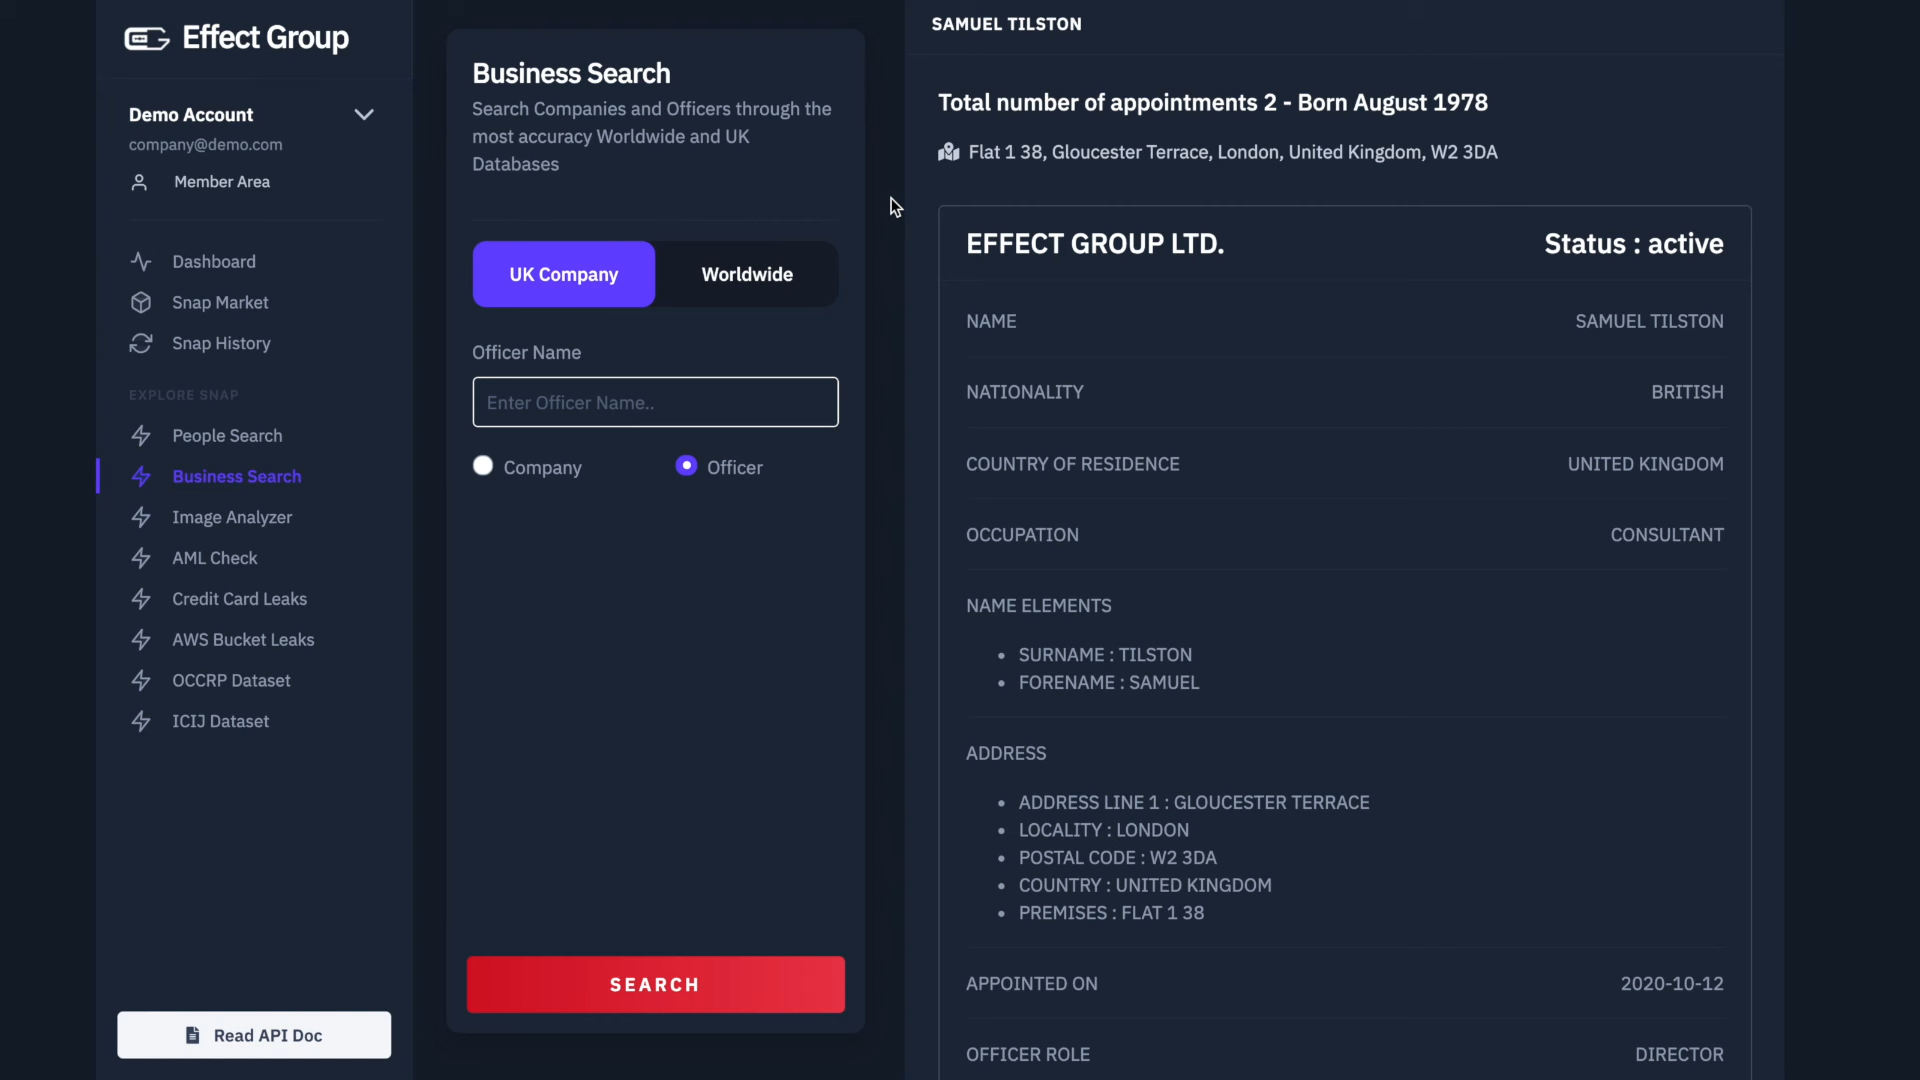 Effect Group
Demo Account
company@demo.com
Member Area
Dashboard
Snap Market
Snap History
EXPLORE SNAP
People Search
Business Search
Image Analyzer
AML Check
Credit Card Leaks
AWS Bucket Leaks
OCCRP Dataset
ICIJ Dataset
Read API Doc
Business Search
Search Companies and Officers through the
most accuracy Worldwide and UK
Databases
UK Company
Worldwide
Officer Name
Enter Officer Name..
Company
Officer
SEARCH
SAMUEL TILSTON
Total number of appointments 2 - Born August 1978
Flat 1 38, Gloucester Terrace, London, United Kingdom, W2 3DA
EFFECT GROUP LTD. Status : active
NAME SAMUEL TILSTON
NATIONALITY BRITISH
COUNTRY OF RESIDENCE UNITED KINGDOM
OCCUPATION CONSULTANT
NAME ELEMENTS
• SURNAME : TILSTON
• FORENAME : SAMUEL
ADDRESS
• ADDRESS LINE 1 : GLOUCESTER TERRACE
• LOCALITY : LONDON
• POSTAL CODE : W2 3DA
• COUNTRY : UNITED KINGDOM
• PREMISES : FLAT 1 38
APPOINTED ON 2020-10-12
OFFICER ROLE DIRECTOR